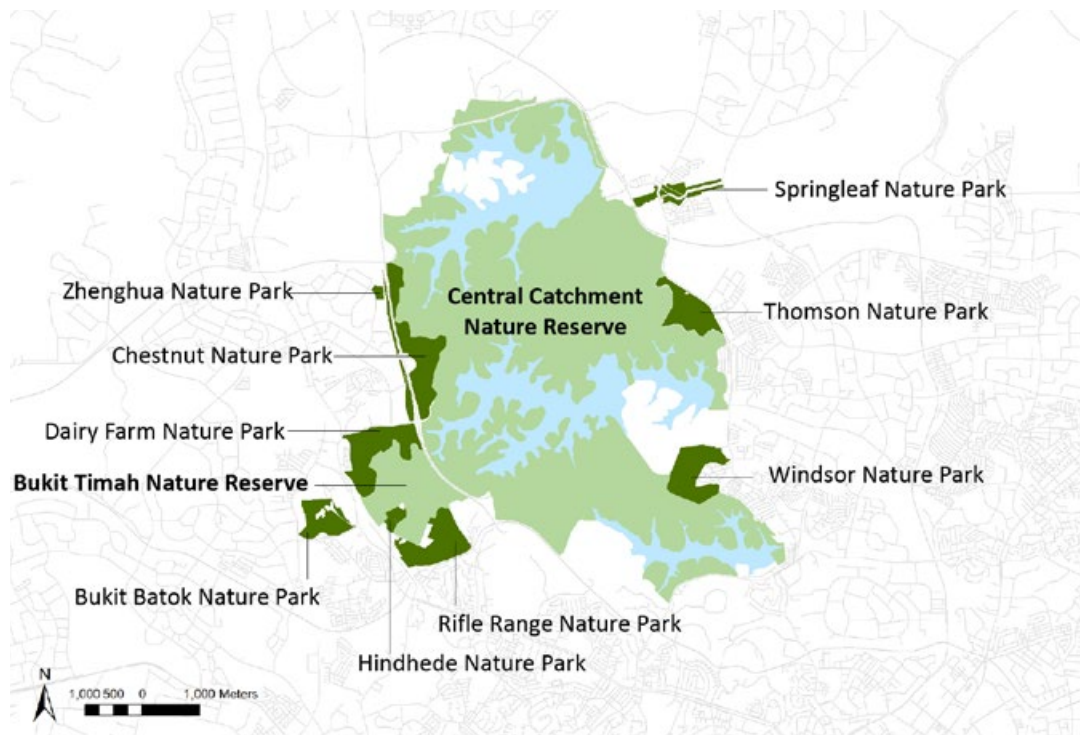 Springleaf Nature Park
Zhenghua Nature Park
Central Catchment
Nature Reserve
Thomson Nature Park
Chestnut Nature Park
Dairy Farm Nature Park
Bukit Timah Nature Reserve
Windsor Nature Park
Bukit Batok Nature Park
Rifle Range Nature Park
Hindhede Nature Park
N
1,000 500 0 1,000 Meters